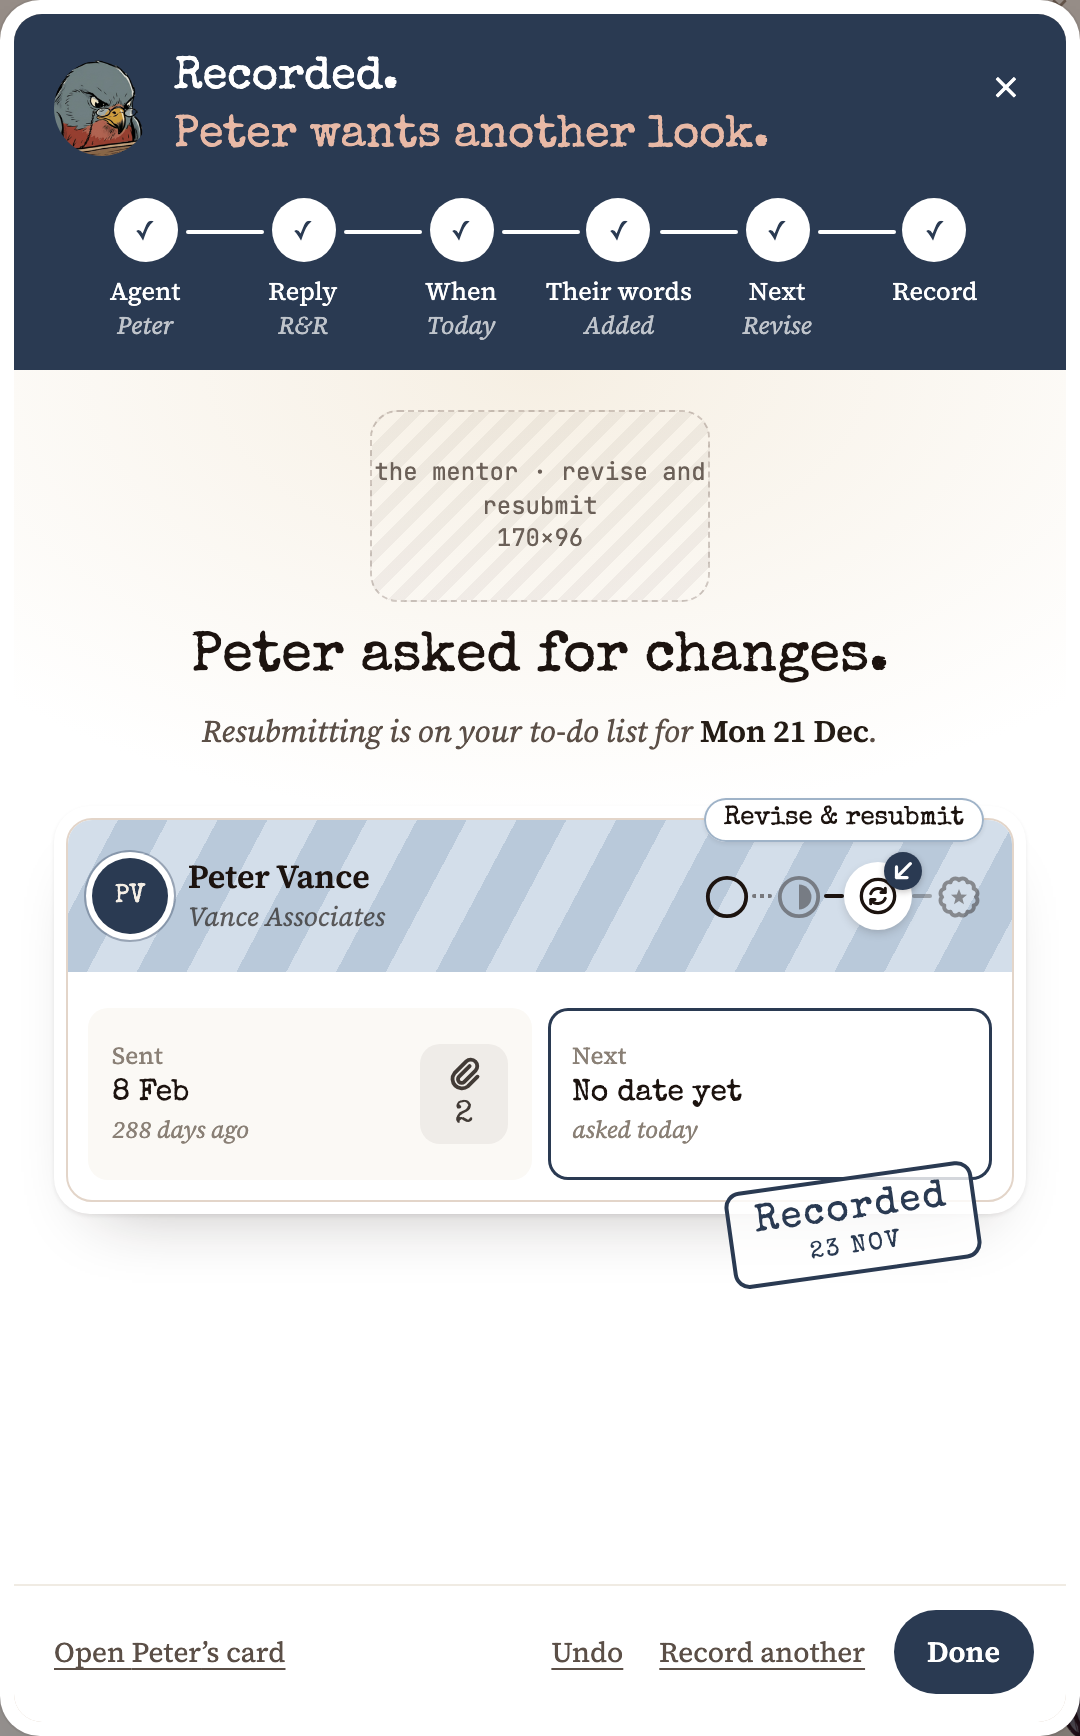 Recorded.
Peter wants another look.
Agent
Peter
Reply
R&R
When
Today
Their words
Added
Next
Revise
Record
the mentor · revise and
resubmit
170×96
Peter asked for changes.
Resubmitting is on your to-do list for Mon 21 Dec.
Revise & resubmit
PV
Peter Vance
Vance Associates
Sent
8 Feb
288 days ago
2
Next
No date yet
asked today
Recorded
23 NOV
Open Peter’s card
Undo
Record another
Done